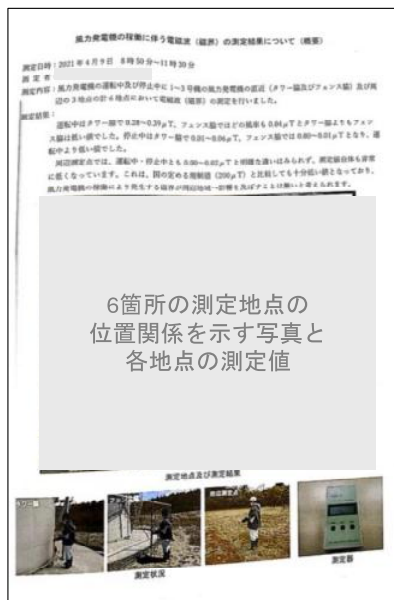 風力発電機の稼働に伴う電磁波（磁界）の測定結果について（概要）
測定日時：2021年4月9日　8時50分～11時20分
測 定 者：
測定内容：風力発電機の運転中及び停止中に1～3号機の風力発電機の直近（タワー脇及びフェンス脇）及び周
辺の3地点の計6地点において電磁波（磁界）の測定を行いました。
測定結果：
運転中はタワー脇で0.28～0.39μT、フェンス脇ではどの風車も0.04μTとタワー脇よりもフェン
ス脇は低い値でした。停止中はタワー脇で0.01～0.06μT、フェンス脇では0.00～0.01μTとなり、運
転中より低い値でした。
周辺測定点では、運転中・停止中とも0.00～0.02μTと明確な違いはみられず、測定値自体も非常
に低くなっています。これは、国の定める規制値（200μT）と比較しても十分低い値となっており、
風力発電機の稼働により発生する磁界が周辺地域へ影響を及ぼすことは無いと考えられます。
6箇所の測定地点の
位置関係を示す写真と
各地点の測定値
測定地点及び測定結果
タワー脇
周辺測定点
測定状況
測定器